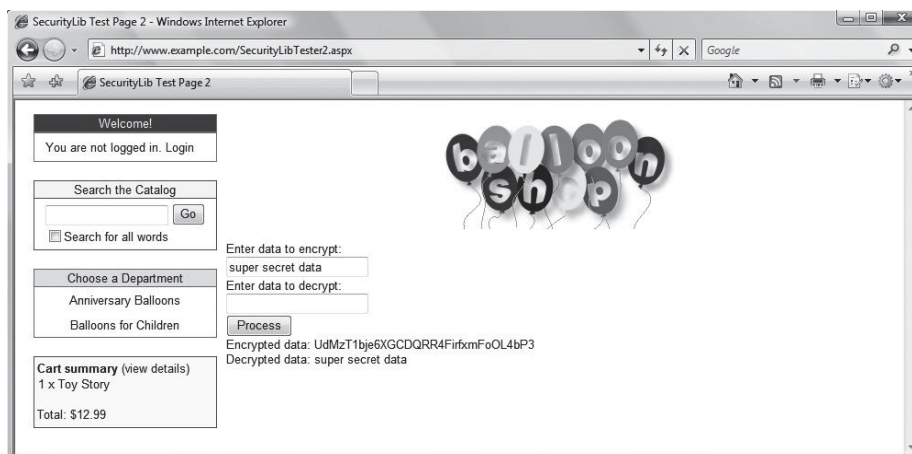 SecurityLib Test Page 2 - Windows Internet Explorer
http://www.example.com/SecurityLibTester2.aspx
Google
SecurityLib Test Page 2
Welcome!
You are not logged in. Login
balloon
shop
Search the Catalog
Go
Search for all words
Enter data to encrypt:
super secret data
Enter data to decrypt:
Process
Encrypted data: UdMzT1bje6XGCDQRR4FirfxmFoOL4bP3
Decrypted data: super secret data
Choose a Department
Anniversary Balloons
Balloons for Children
Cart summary (view details)
1 x Toy Story
Total: $12.99